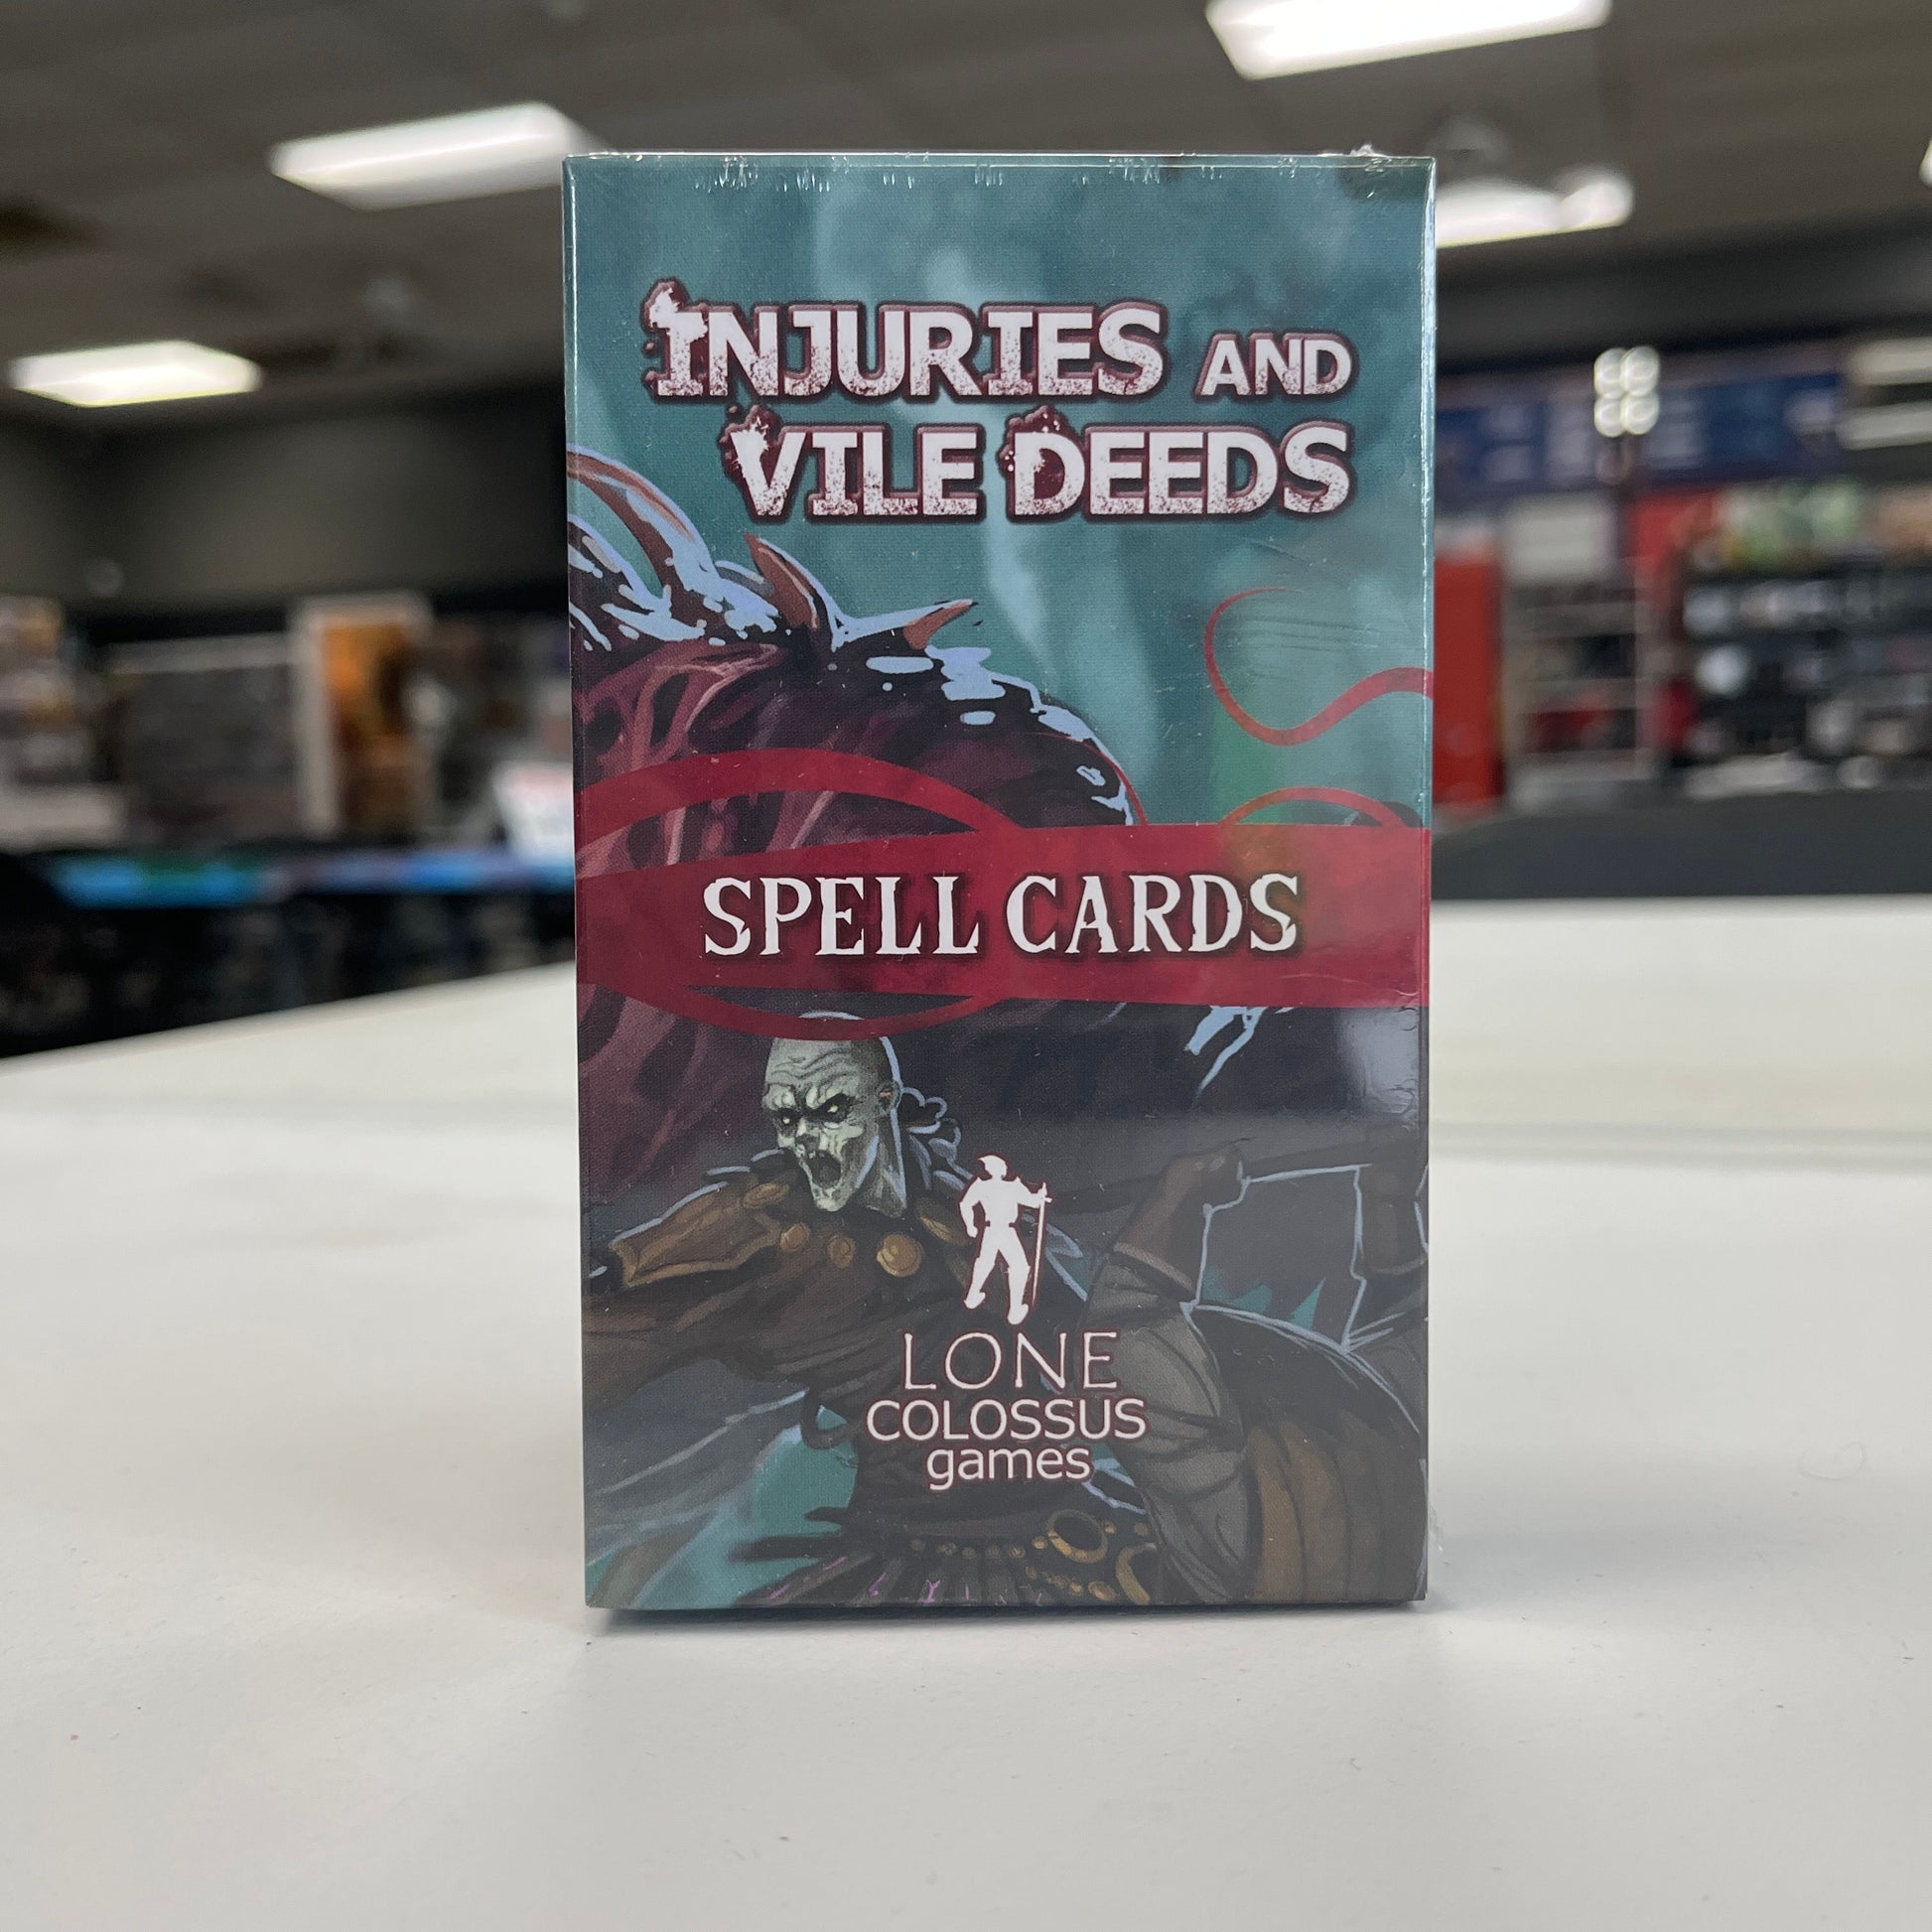 INJURIES AND
VILE DEEDS
SPELL CARDS
LONE
COLOSSUS
games